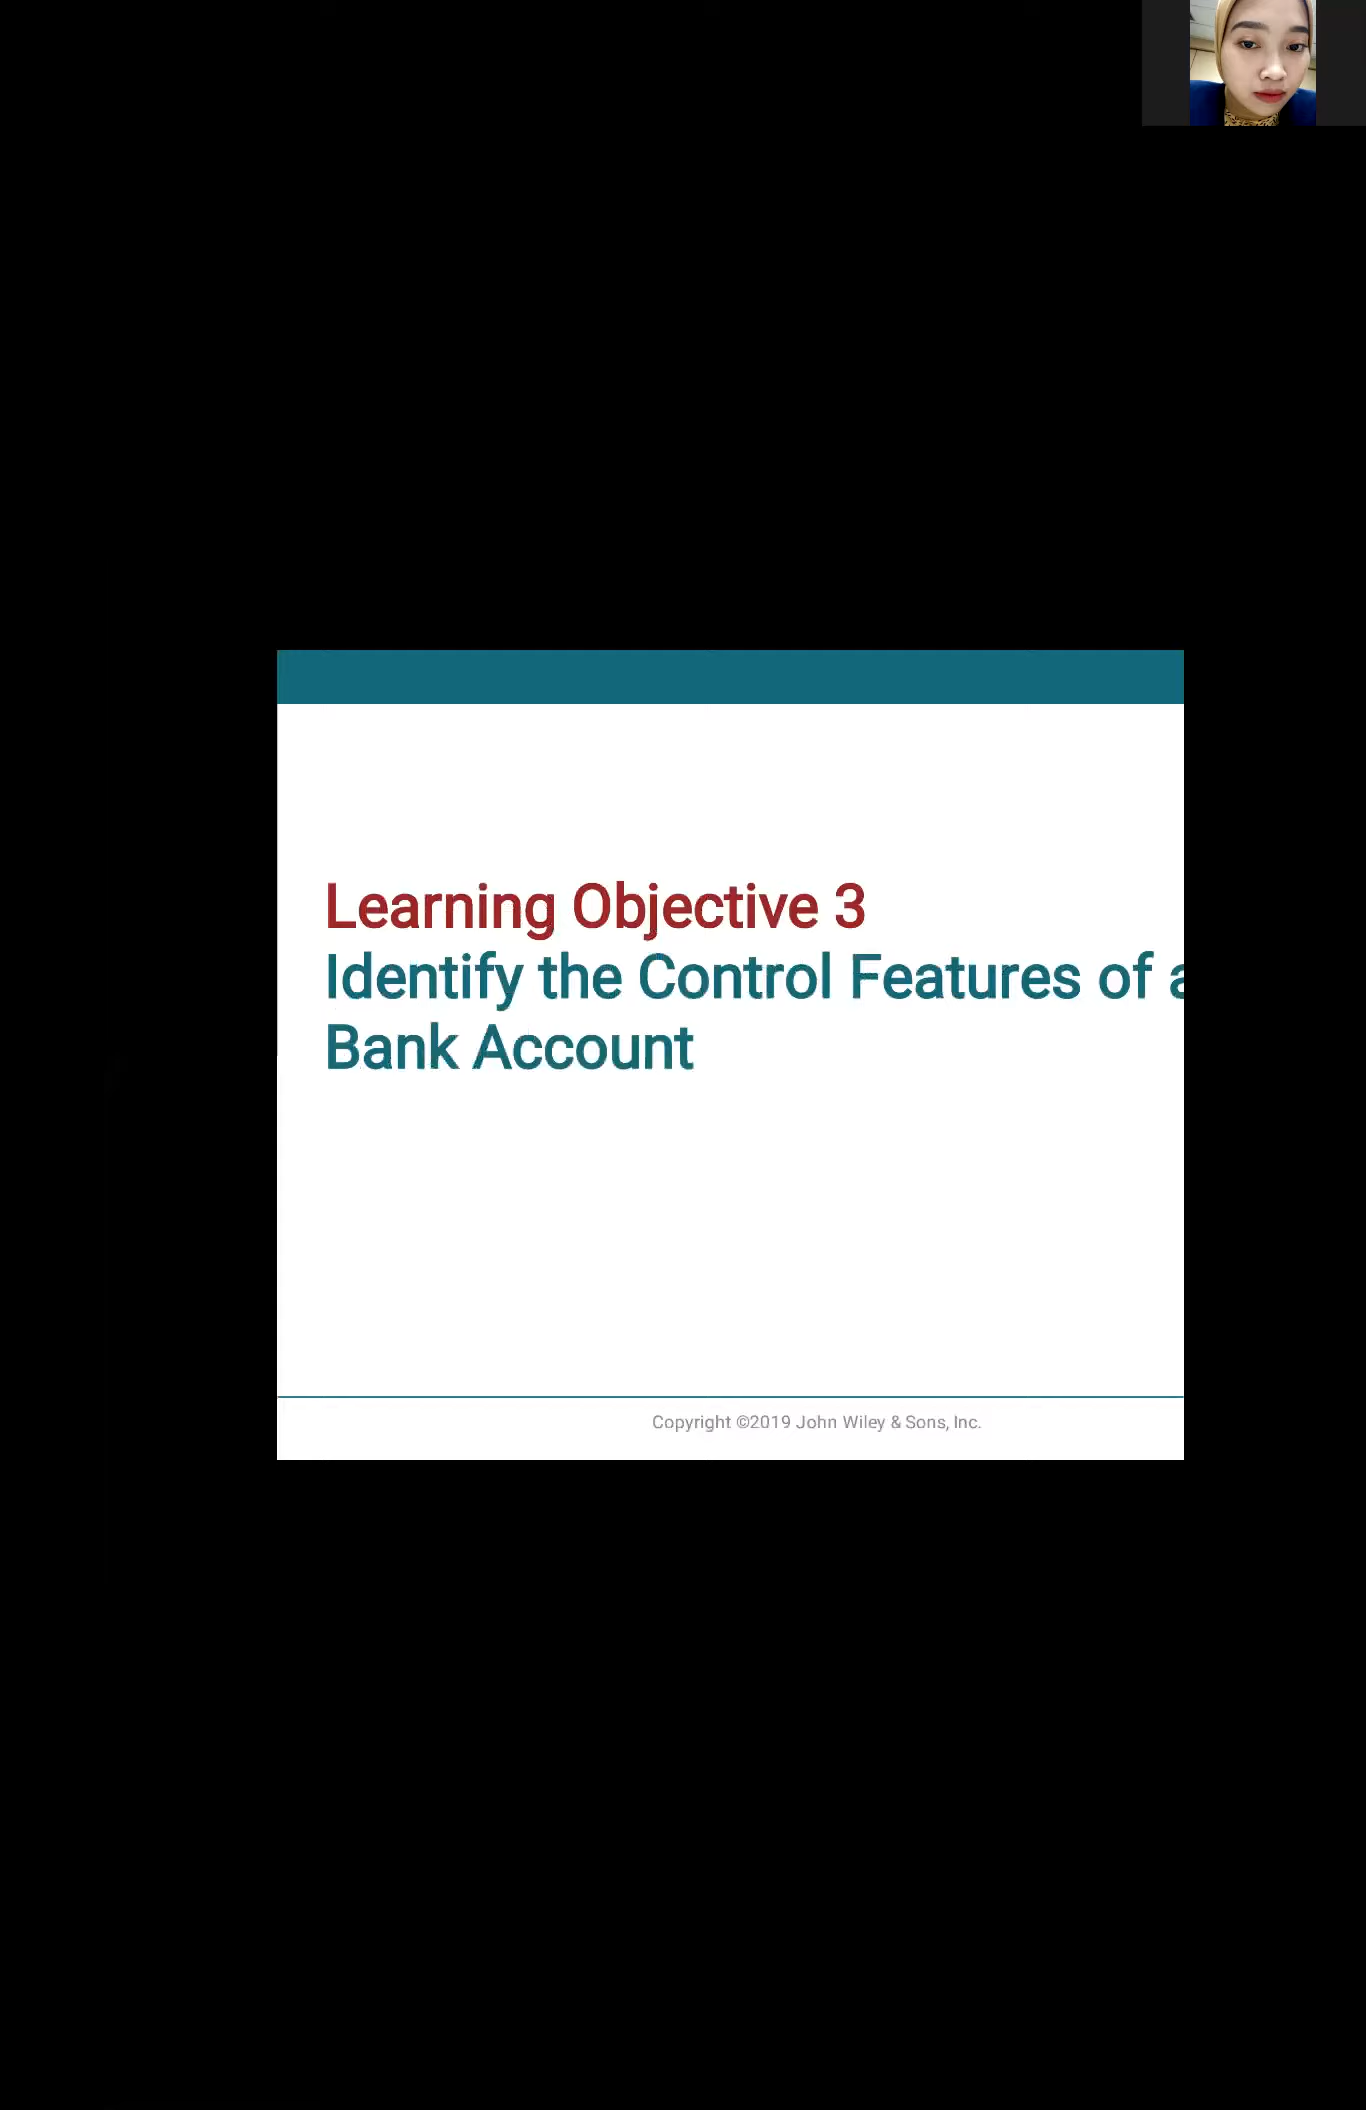 Learning Objective 3
Identify the Control Features of a
Bank Account
Copyright ©2019 John Wiley & Sons, Inc.